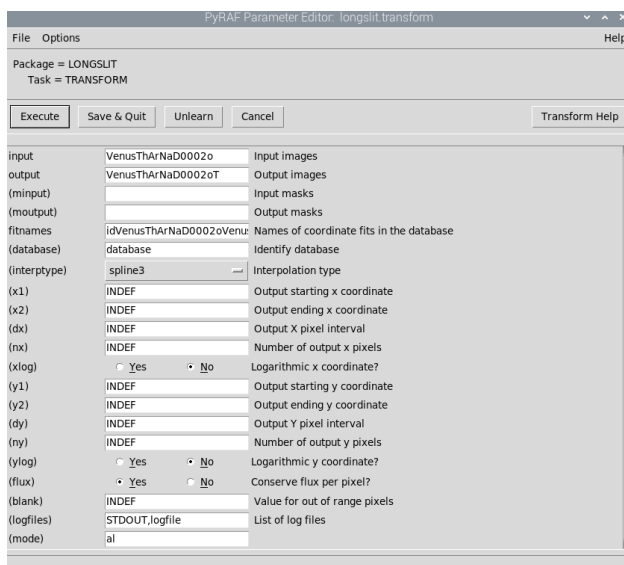 PyRAF Parameter Editor: longslit.transform
File Options Help
Package = LONGSLIT
Task = TRANSFORM
Execute Save & Quit Unlearn Cancel Transform Help
input VenusThArNaD0002o Input images
output VenusThArNaD0002oT Output images
(minput) Input masks
(moutput) Output masks
fitnames idVenusThArNaD0002oVenus Names of coordinate fits in the database
(database) database Identify database
(interptype) spline3 Interpolation type
(x1) INDEF Output starting x coordinate
(x2) INDEF Output ending x coordinate
(dx) INDEF Output X pixel interval
(nx) INDEF Number of output x pixels
(xlog) Yes No Logarithmic x coordinate?
(y1) INDEF Output starting y coordinate
(y2) INDEF Output ending y coordinate
(dy) INDEF Output Y pixel interval
(ny) INDEF Number of output y pixels
(ylog) Yes No Logarithmic y coordinate?
(flux) Yes No Conserve flux per pixel?
(blank) INDEF Value for out of range pixels
(logfiles) STDOUT,logfile List of log files
(mode) al